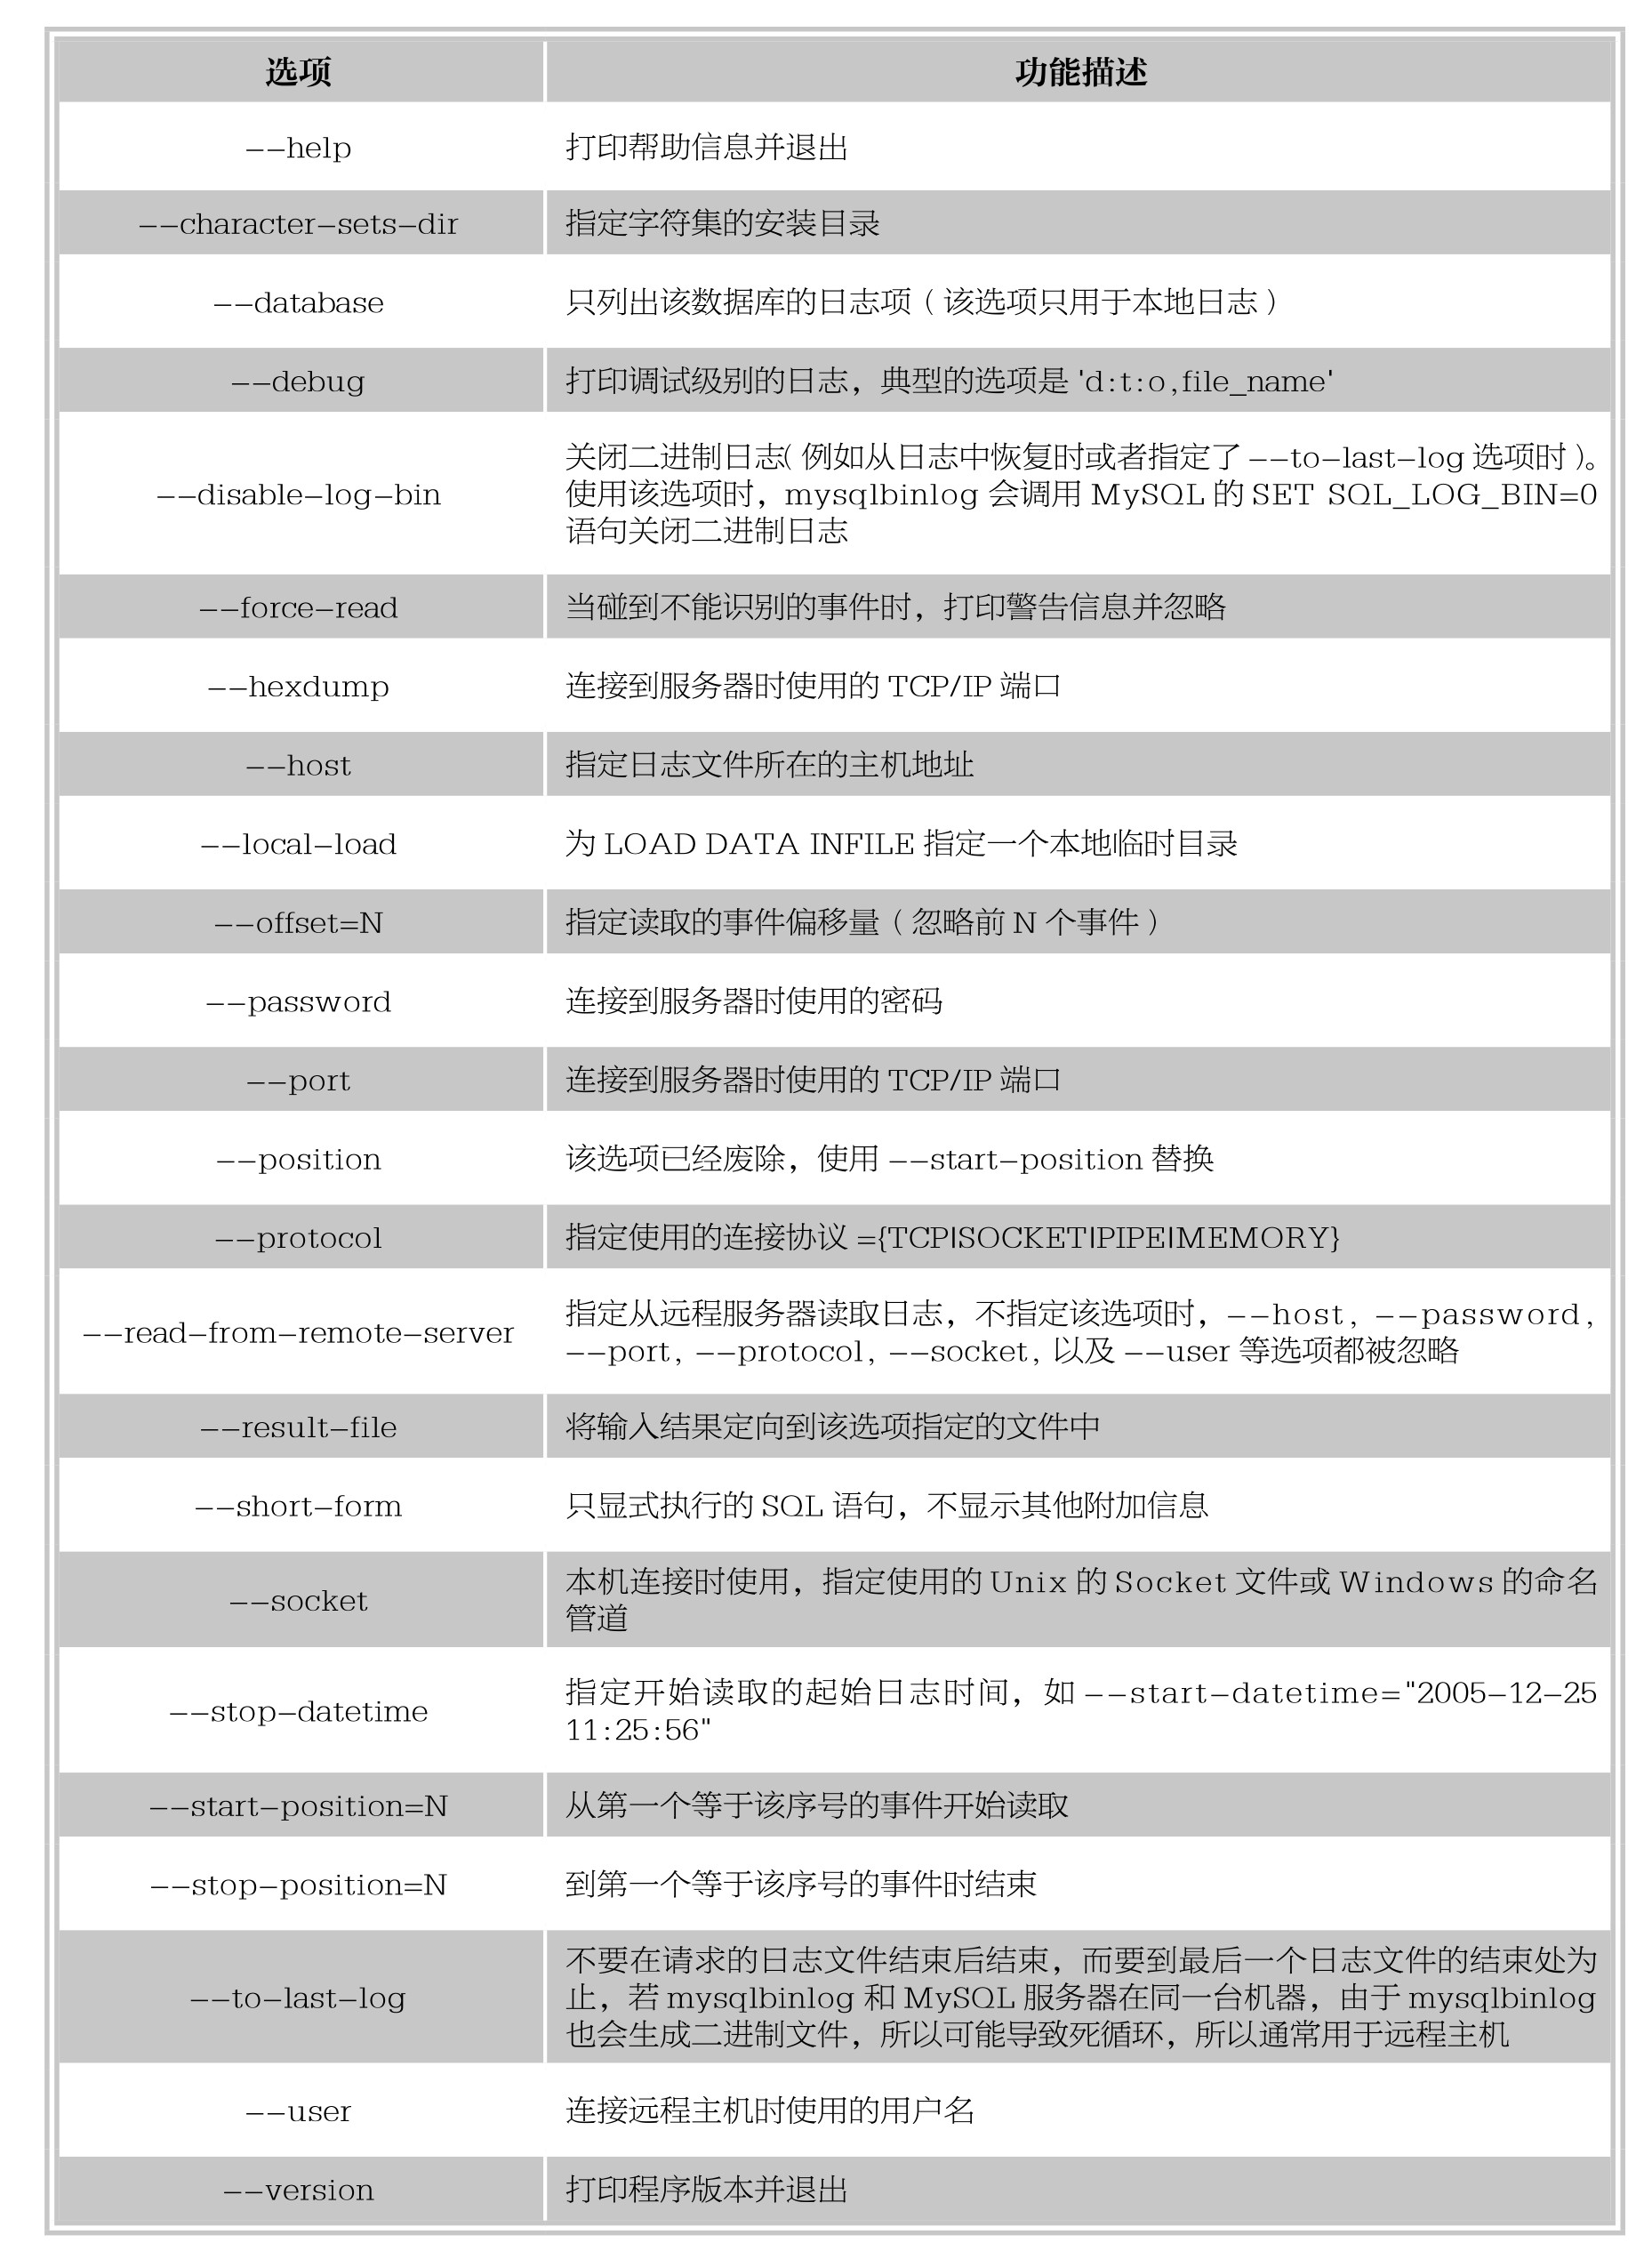 选项 功能描述
--help 打印帮助信息并退出
--character-sets-dir 指定字符集的安装目录
--database 只列出该数据库的日志项（该选项只用于本地日志）
--debug 打印调试级别的日志，典型的选项是 'd:t:o,file_name'
关闭二进制日志（例如从日志中恢复时或者指定了 --to-last-log 选项时）。
--disable-log-bin 使用该选项时，mysqlbinlog 会调用 MySQL 的 SET SQL_LOG_BIN=0
语句关闭二进制日志
--force-read 当碰到不能识别的事件时，打印警告信息并忽略
--hexdump 连接到服务器时使用的 TCP/IP 端口
--host 指定日志文件所在的主机地址
--local-load 为 LOAD DATA INFILE 指定一个本地临时目录
--offset=N 指定读取的事件偏移量（忽略前 N 个事件）
--password 连接到服务器时使用的密码
--port 连接到服务器时使用的 TCP/IP 端口
--position 该选项已经废除，使用 --start-position 替换
--protocol 指定使用的连接协议 ={TCP|SOCKET|PIPE|MEMORY}
--read-from-remote-server 指定从远程服务器读取日志，不指定该选项时，--host, --password,
--port, --protocol, --socket, 以及 --user 等选项都被忽略
--result-file 将输入结果定向到该选项指定的文件中
--short-form 只显式执行的 SQL 语句，不显示其他附加信息
--socket 本机连接时使用，指定使用的 Unix 的 Socket 文件或 Windows 的命名
管道
--stop-datetime 指定开始读取的起始日志时间，如 --start-datetime="2005-12-25
11:25:56"
--start-position=N 从第一个等于该序号的事件开始读取
--stop-position=N 到第一个等于该序号的事件时结束
不要在请求的日志文件结束后结束，而要到最后一个日志文件的结束处为
--to-last-log 止，若 mysqlbinlog 和 MySQL 服务器在同一台机器，由于 mysqlbinlog
也会生成二进制文件，所以可能导致死循环，所以通常用于远程主机
--user 连接远程主机时使用的用户名
--version 打印程序版本并退出